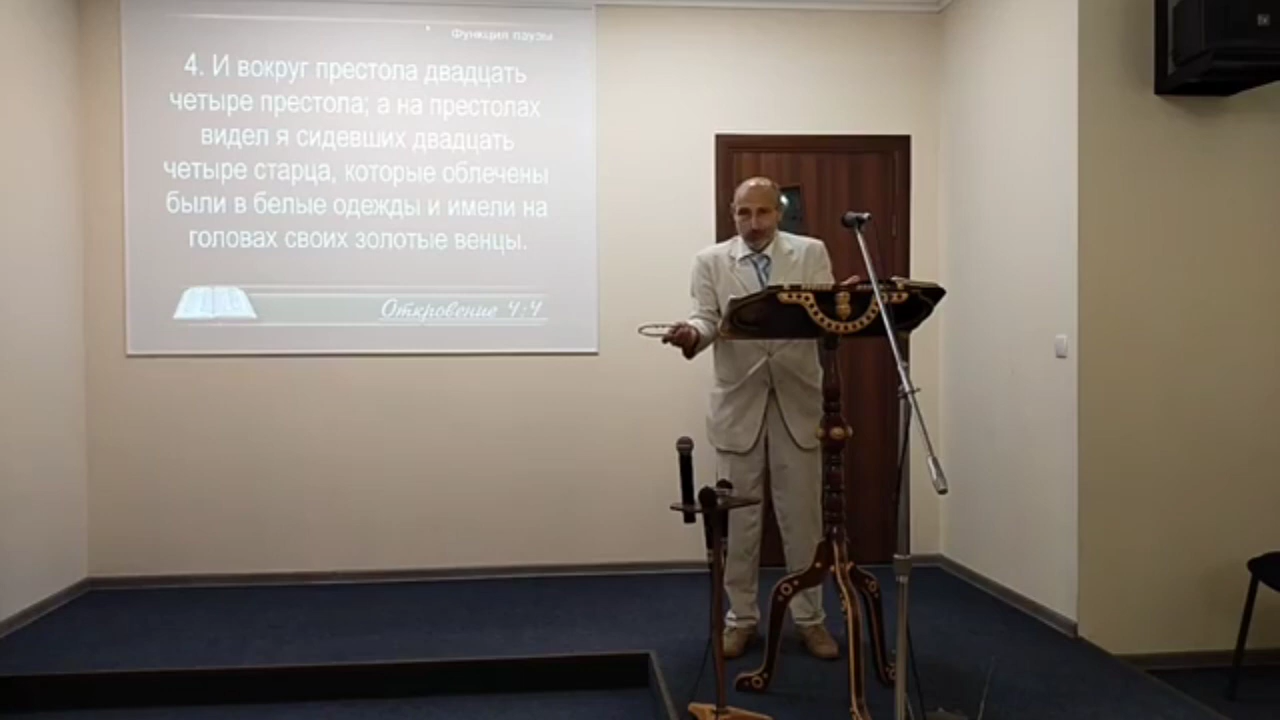 Функция паузы
4. И вокруг престола двадцать
четыре престола; а на престолах
видел я сидевших двадцать
четыре старца, которые облечены
были в белые одежды и имели на
головах своих золотые венцы.
Откровение 4:4